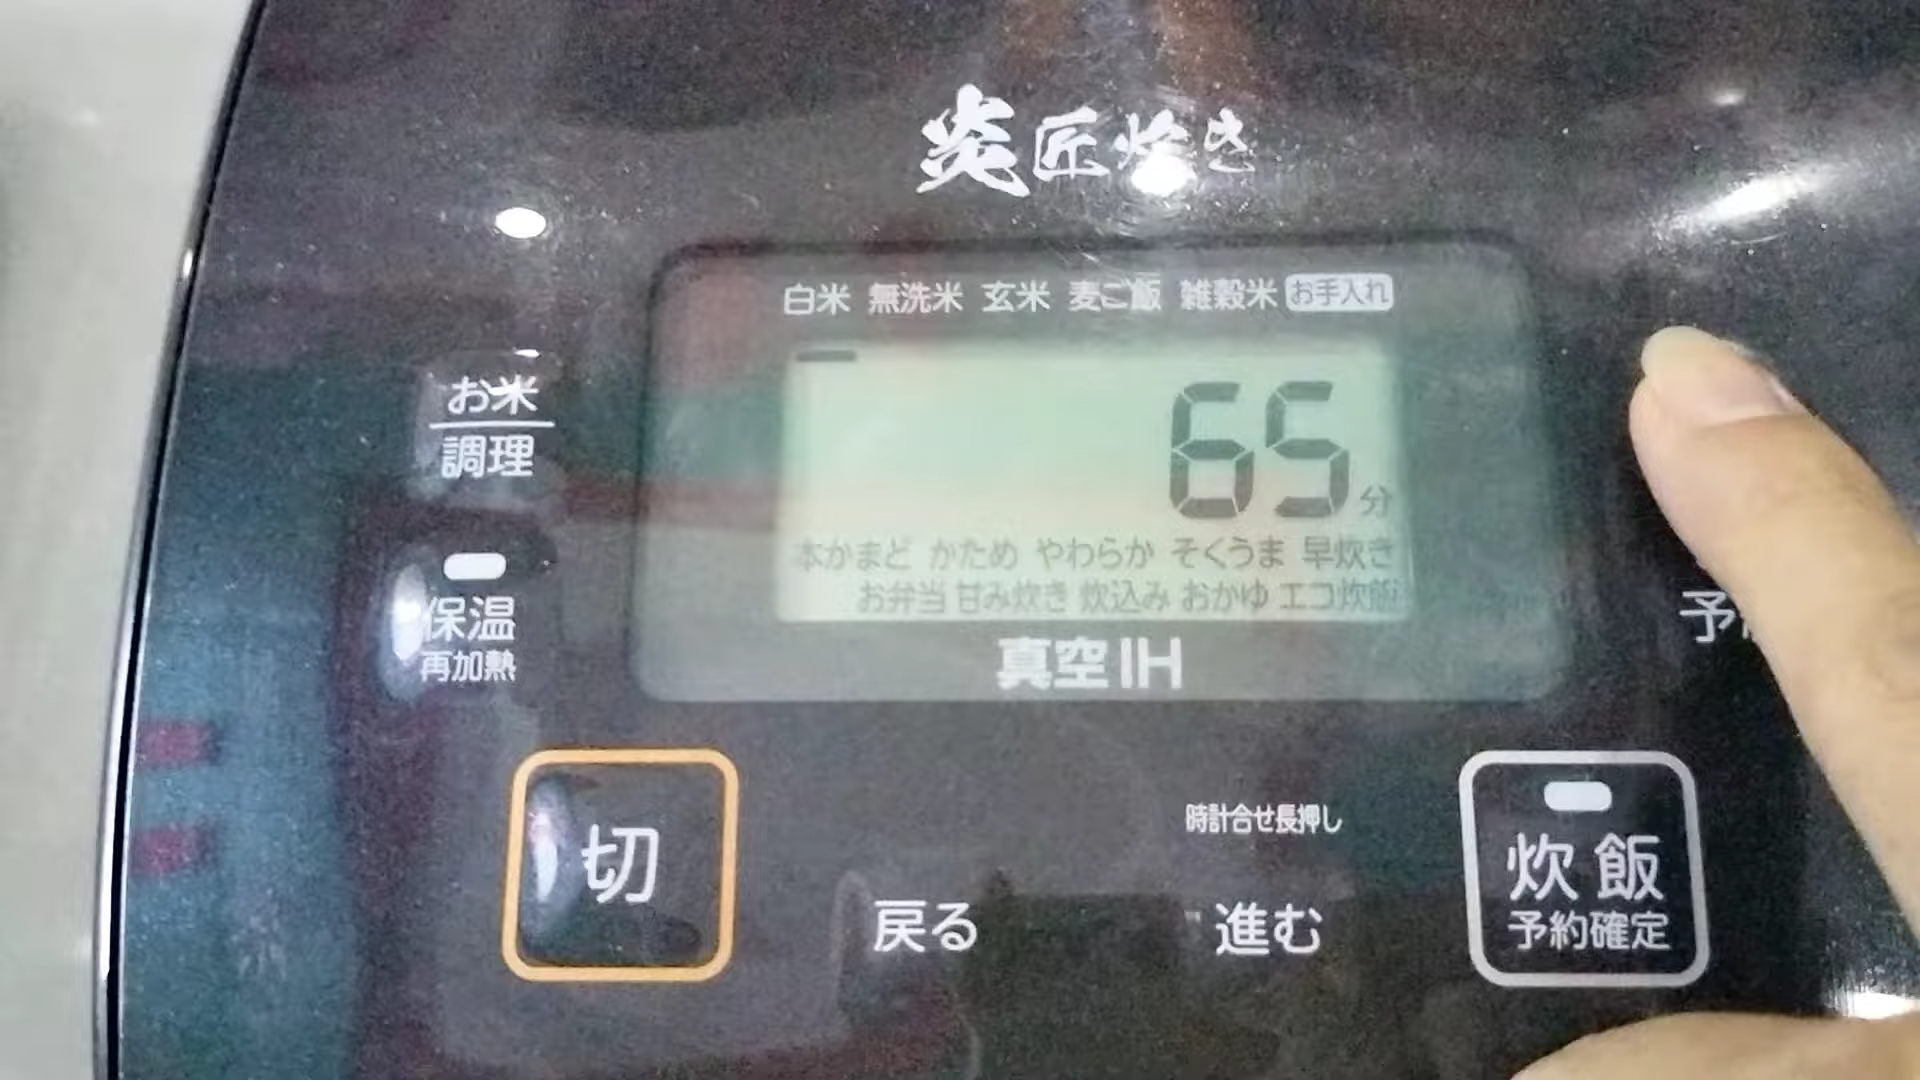 炎匠炊き
白米 無洗米 玄米 麦ご飯 雑穀米 お手入れ
お米
調理
65分
本かまど かため やわらか そくうま 早炊き
お弁当 甘み炊き 炊込み おかゆ エコ炊飯
保温
再加熱
予
真空IH
切
戻る
時計合せ長押し
進む
炊飯
予約確定